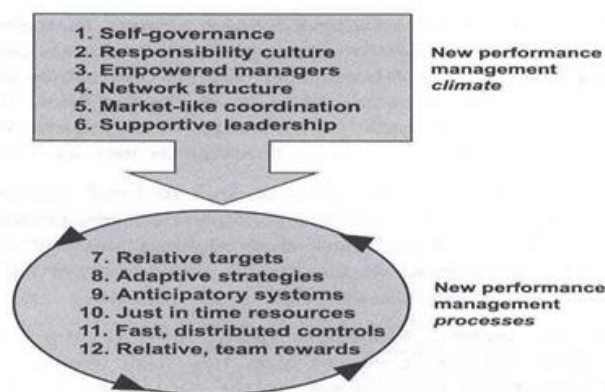 1. Self-governance
2. Responsibility culture
3. Empowered managers
4. Network structure
5. Market-like coordination
6. Supportive leadership
New performance
management
climate
7. Relative targets
8. Adaptive strategies
9. Anticipatory systems
10. Just in time resources
11. Fast, distributed controls
12. Relative, team rewards
New performance
management
processes